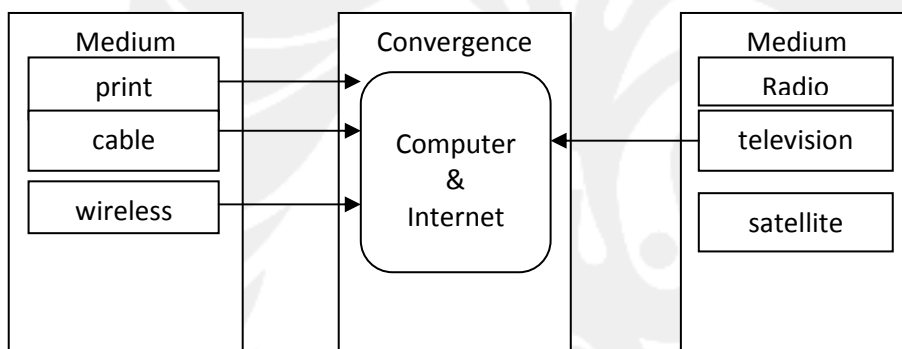 Medium
print
cable
wireless
Convergence
Computer
&
Internet
Medium
Radio
television
satellite